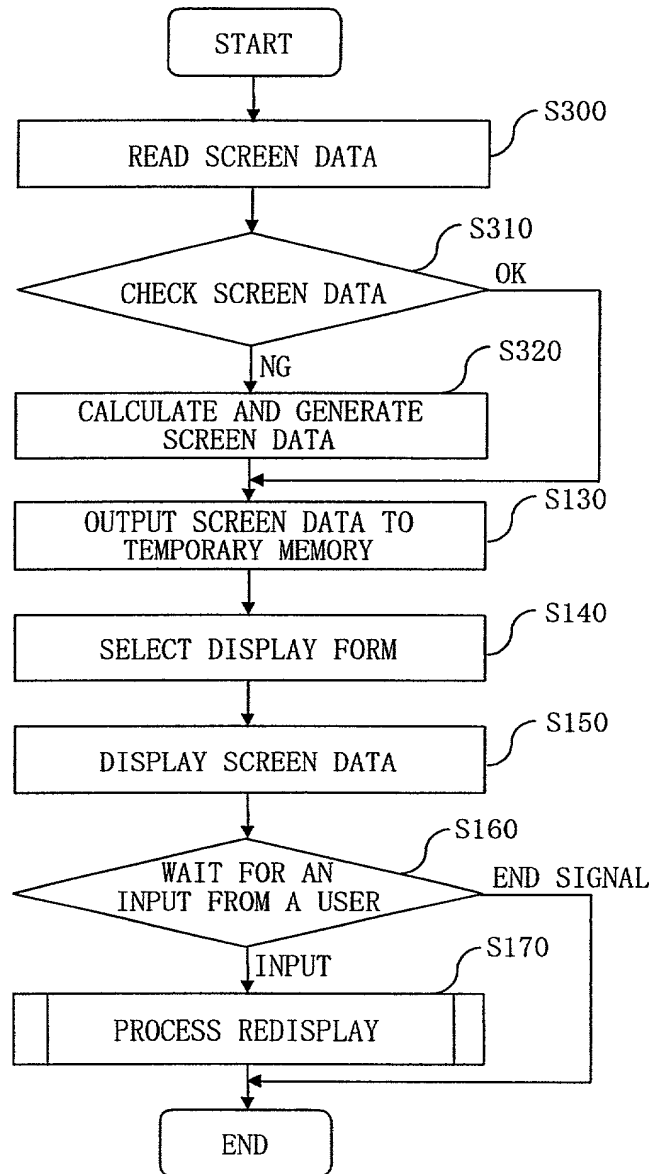 START
S300
READ SCREEN DATA
S310
CHECK SCREEN DATA
OK
NG
S320
CALCULATE AND GENERATE
SCREEN DATA
S130
OUTPUT SCREEN DATA TO
TEMPORARY MEMORY
S140
SELECT DISPLAY FORM
S150
DISPLAY SCREEN DATA
S160
WAIT FOR AN
INPUT FROM A USER
END SIGNAL
INPUT
S170
PROCESS REDISPLAY
END